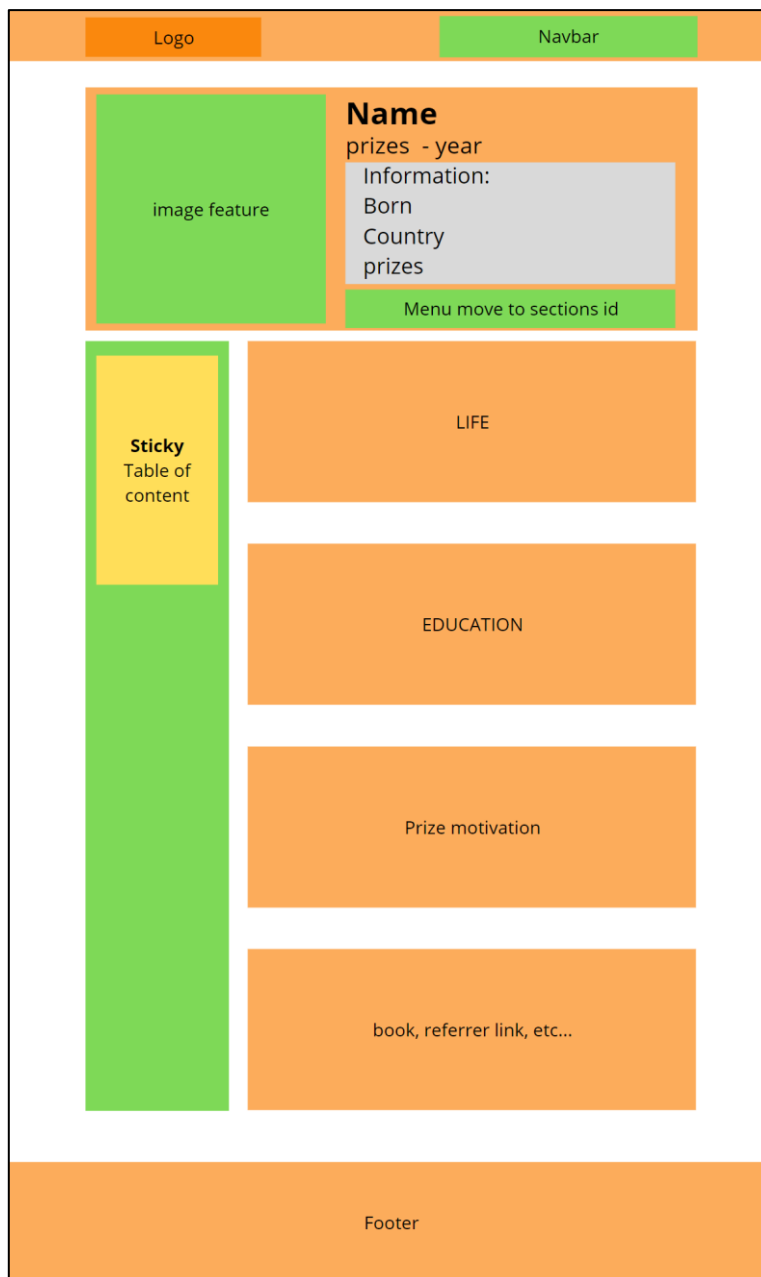 Logo
Navbar
Name
prizes - year
Information:
Born
Country
prizes
image feature
Menu move to sections id
Sticky
Table of
content
LIFE
EDUCATION
Prize motivation
book, referrer link, etc...
Footer